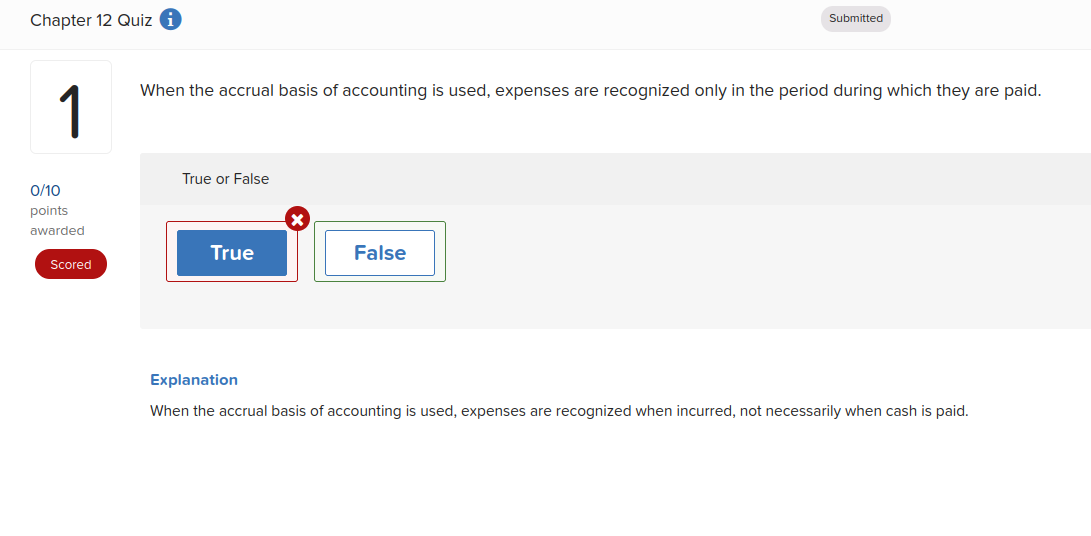 Chapter 12 Quiz i
Submitted
1
When the accrual basis of accounting is used, expenses are recognized only in the period during which they are paid.
0/10
points
awarded
Scored
True or False
True
False
Explanation
When the accrual basis of accounting is used, expenses are recognized when incurred, not necessarily when cash is paid.